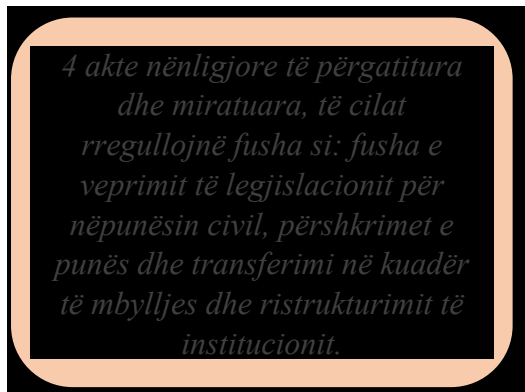 4 akte nënligjore të përgatitura
dhe miratuara, të cilat
rregullojnë fusha si: fusha e
veprimit të legjislacionit për
nëpunësin civil, përshkrimet e
punës dhe transferimi në kuadër
të mbylljes dhe ristrukturimit të
institucionit.